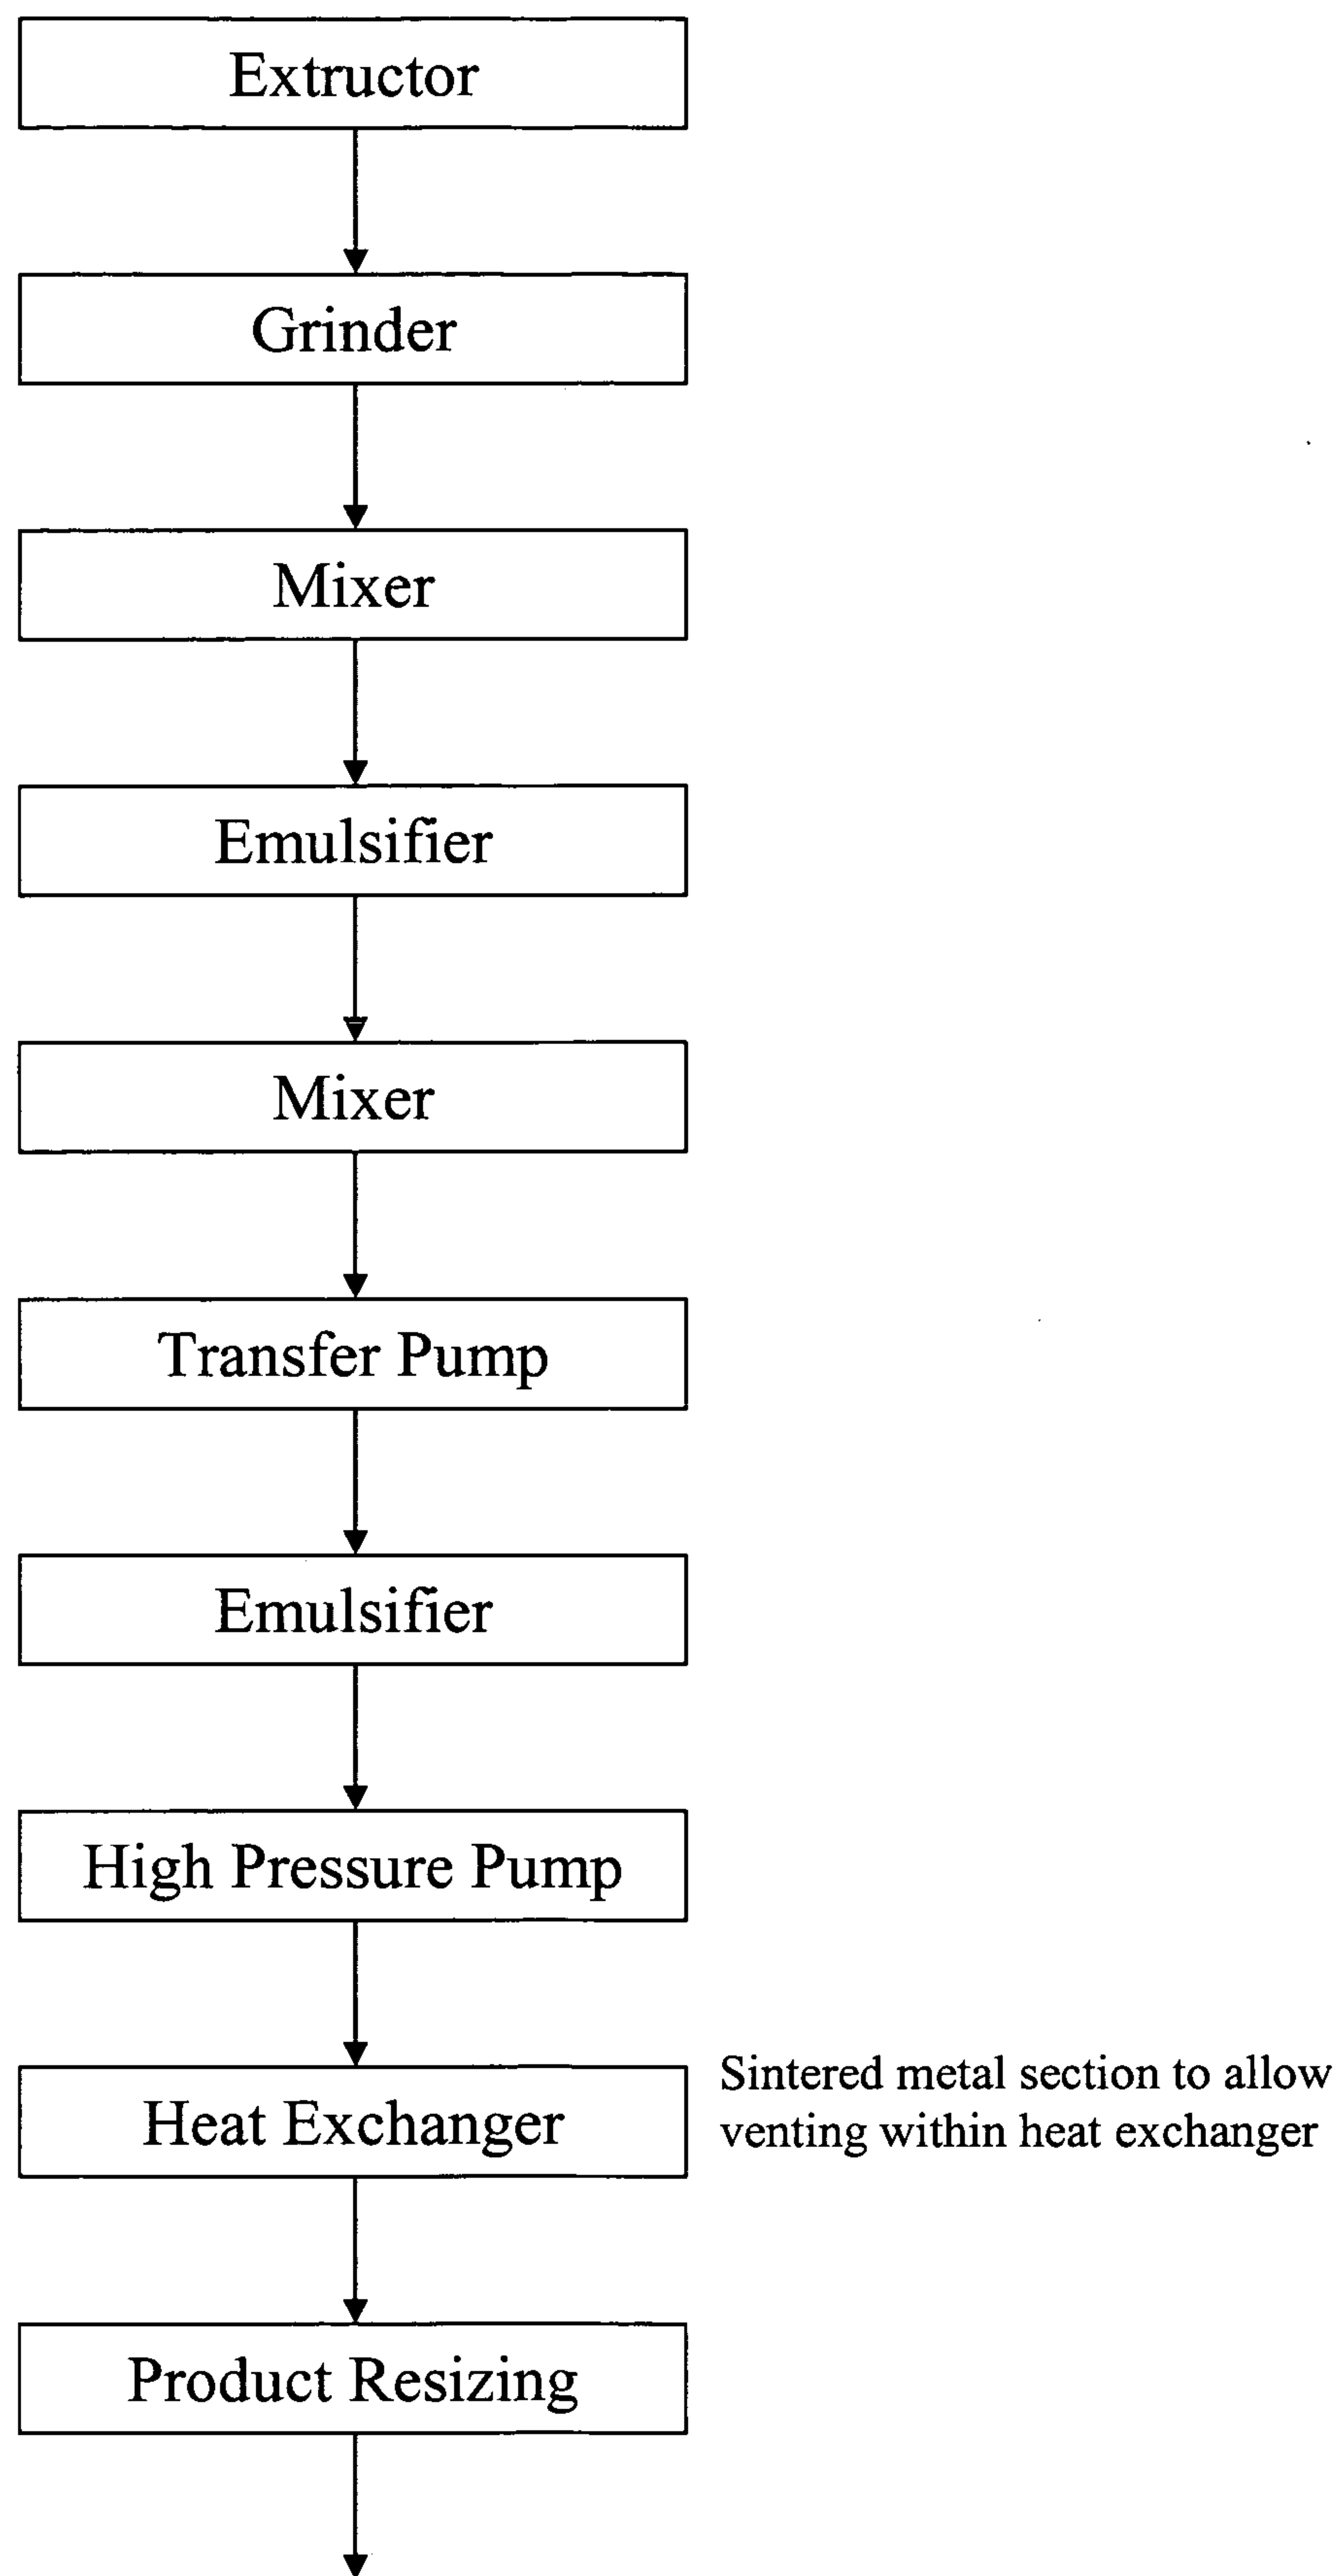 Extructor
Grinder
Mixer
Emulsifier
Mixer
Transfer Pump
Emulsifier
High Pressure Pump
Heat Exchanger
Sintered metal section to allow
venting within heat exchanger
Product Resizing